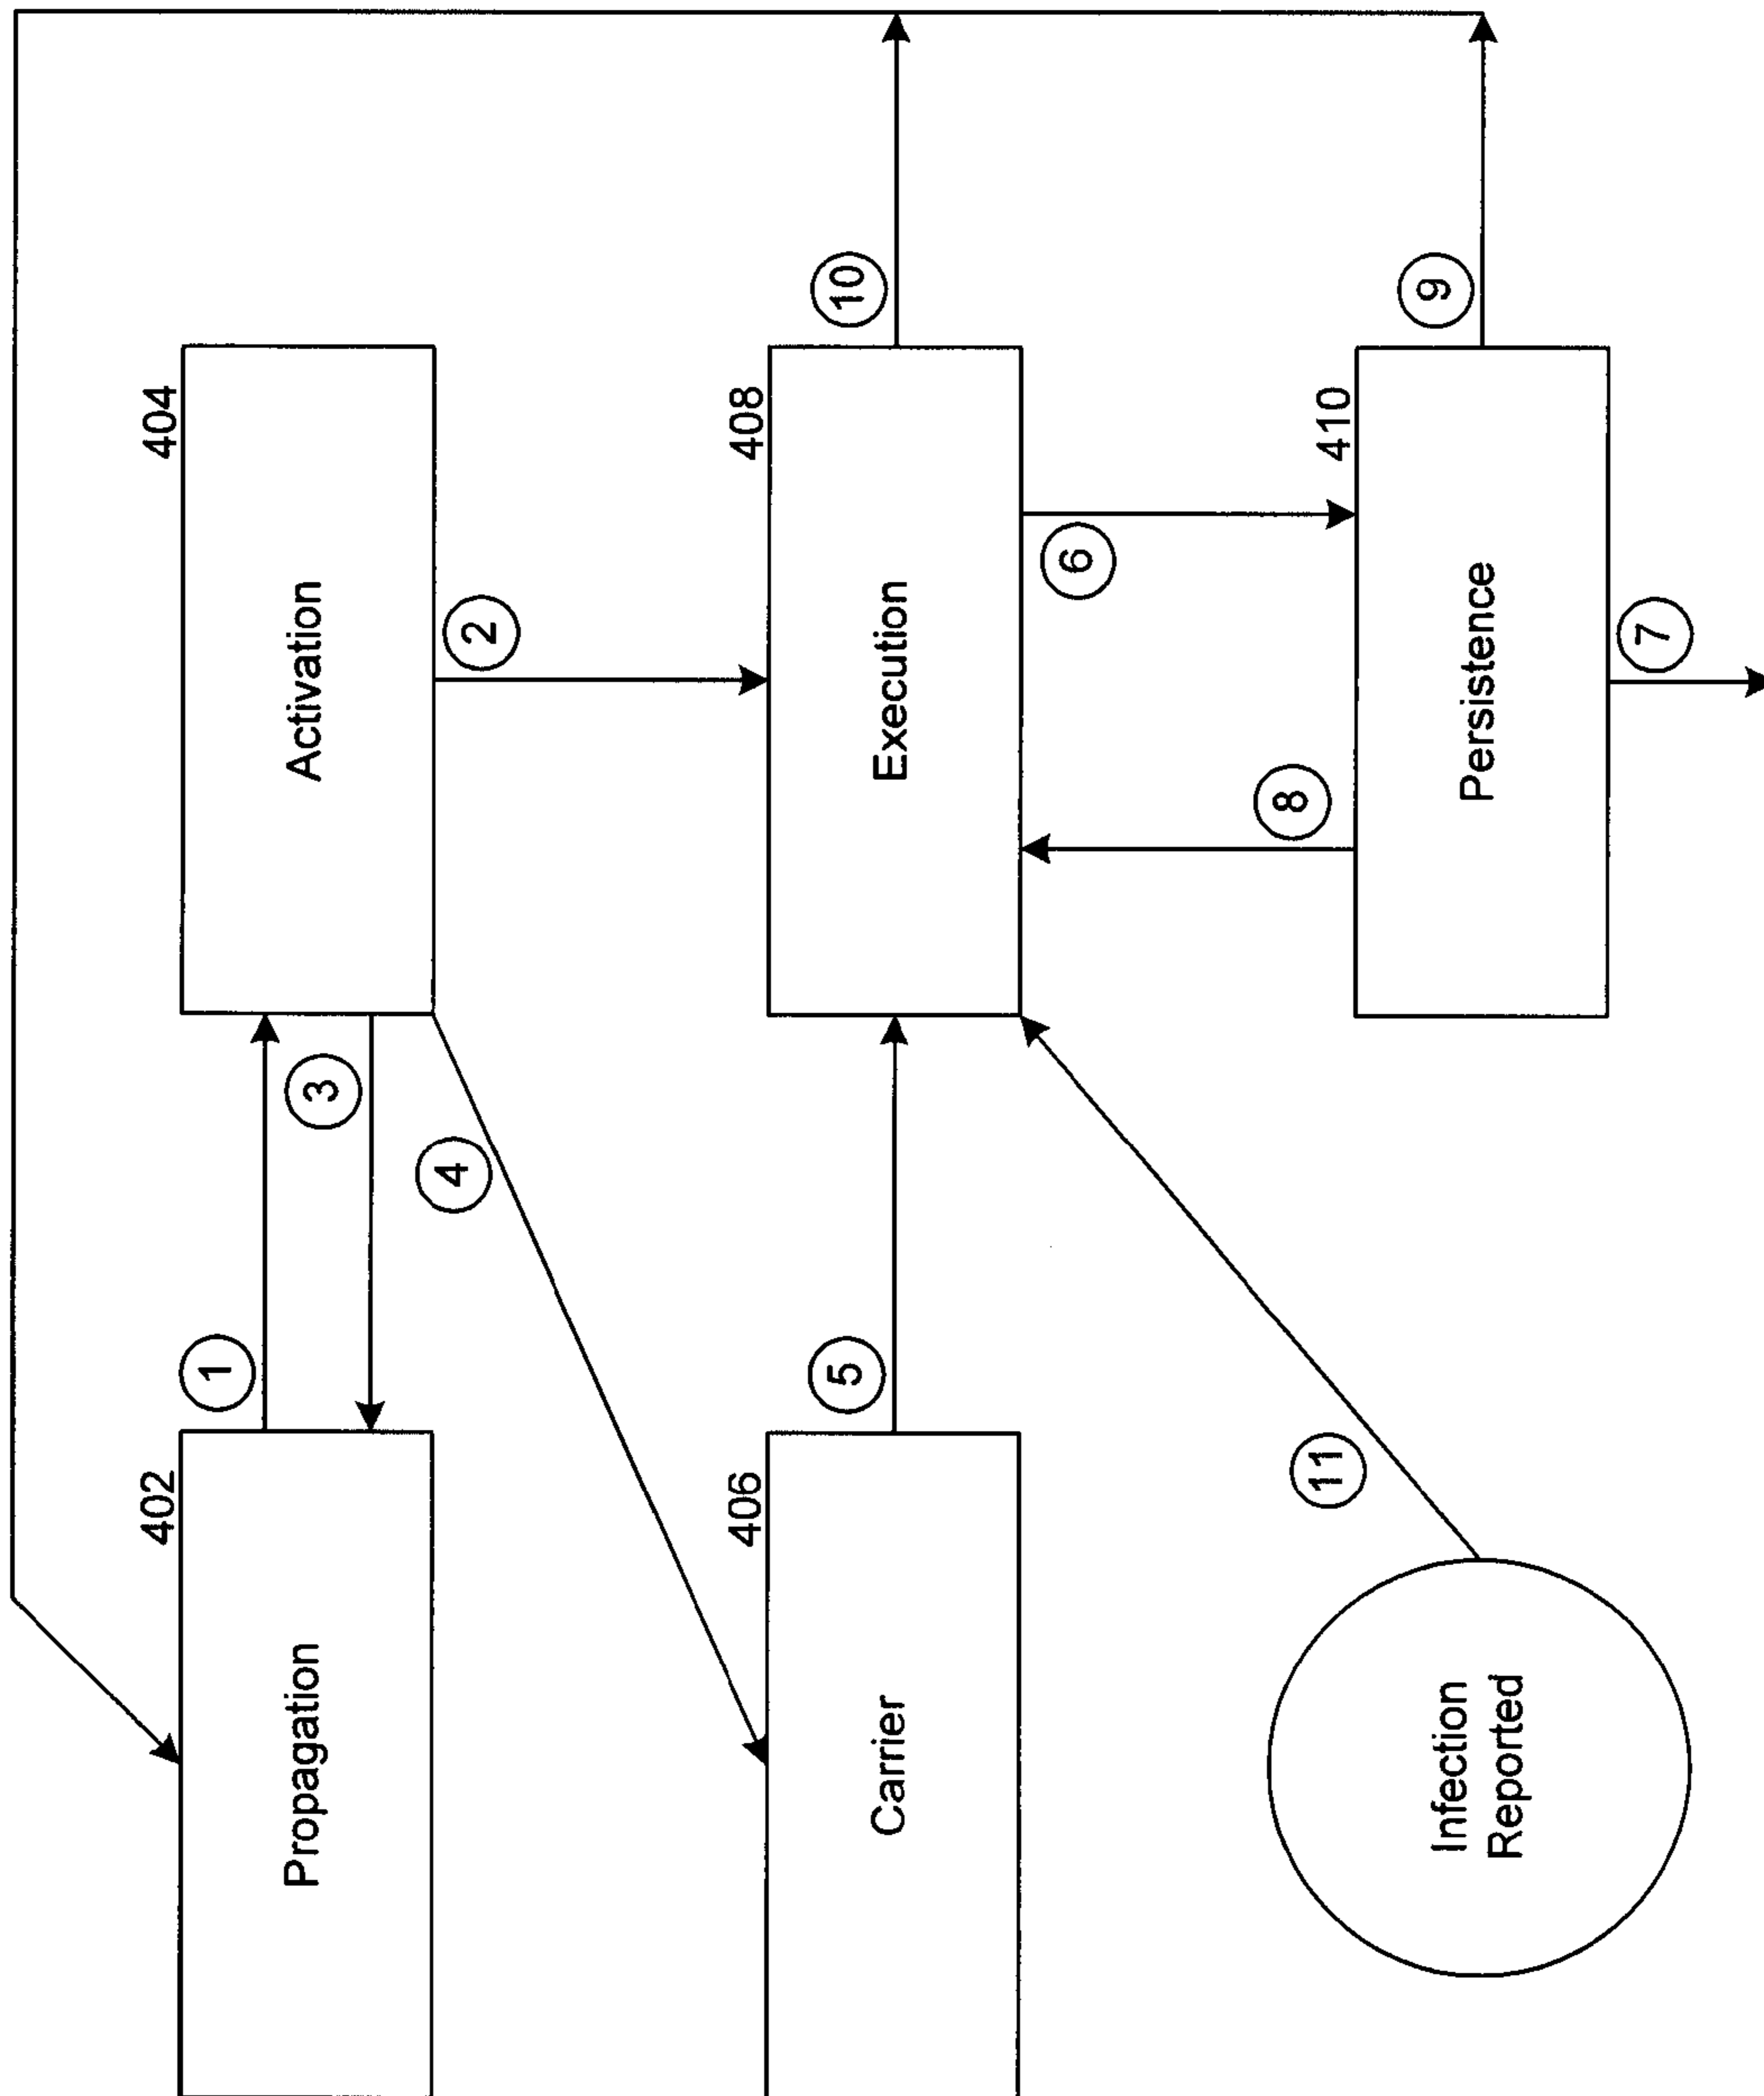 402
Propagation
1
3
404
Activation
4
2
406
Carrier
5
408
Execution
10
11
8
6
Infection
Reported
410
Persistence
9
7